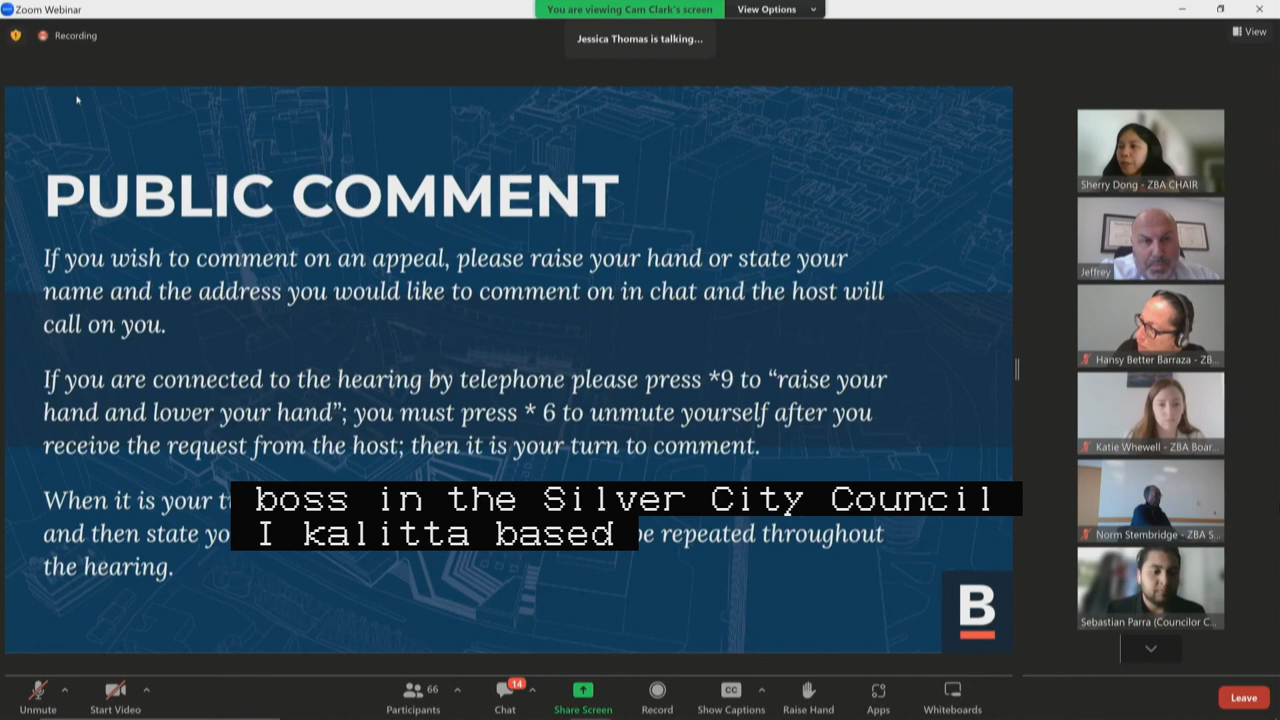 Zoom Webinar
You are viewing Cam Clark's screen
View Options
Recording
Jessica Thomas is talking...
View
PUBLIC COMMENT
If you wish to comment on an appeal, please raise your hand or state your
name and the address you would like to comment on in chat and the host will
call on you.
If you are connected to the hearing by telephone please press *9 to “raise your
hand and lower your hand”; you must press * 6 to unmute yourself after you
receive the request from the host; then it is your turn to comment.
When it is your
boss in the Silver City Council
and then state
I kalitta based
be repeated throughout
the hearing.
B
Sherry Dong - ZBA CHAIR
Jeffrey
Hansy Better Barraza - ZB...
Katie Whewell - ZBA Boar...
Norm Stembridge - ZBA S...
Sebastian Parra (Councilor C...
Unmute
Start Video
66
Participants
14
Chat
Share Screen
Record
CC
Show Captions
Raise Hand
Apps
Whiteboards
Leave